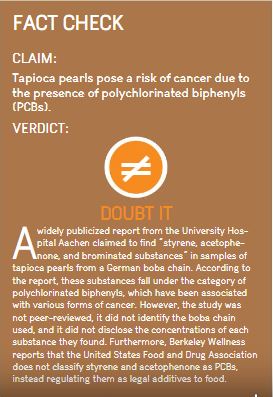 FACT CHECK
CLAIM:
Tapioca pearls pose a risk of cancer due to
the presence of polychlorinated biphenyls
(PCBs).
VERDICT:
≠
DOUBT IT
A widely publicized report from the University Hos-
pital Aachen claimed to find “styrene, acetophe-
none, and brominated substances” in samples of
tapioca pearls from a German boba chain. According to
the report, these substances fall under the category of
polychlorinated biphenyls, which have been associated
with various forms of cancer. However, the study was
not peer-reviewed, it did not identify the boba chain
used, and it did not disclose the concentrations of each
substance they found. Furthermore, Berkeley Wellness
reports that the United States Food and Drug Association
does not classify styrene and acetophenone as PCBs,
instead regulating them as legal additives to food.